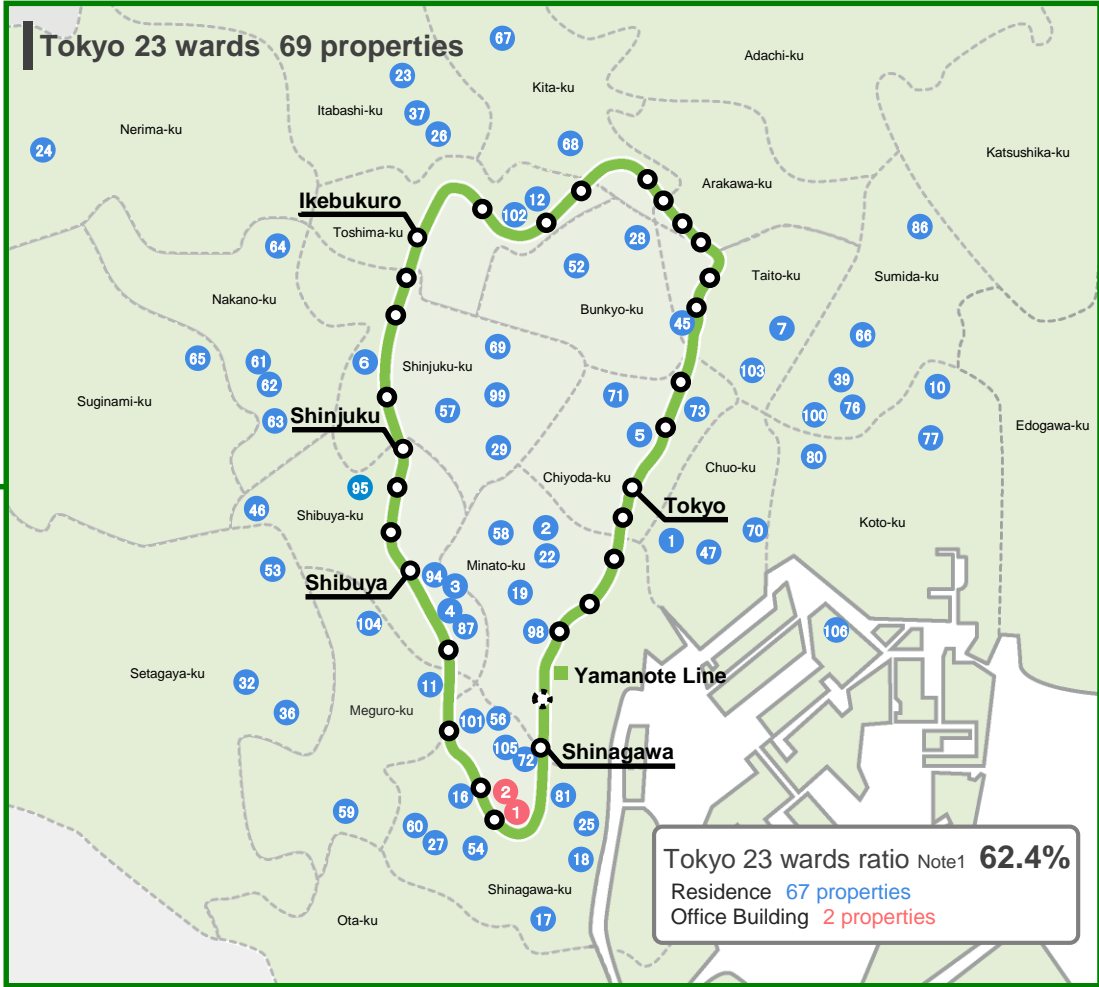 Tokyo 23 wards 69 properties
67
Adachi-ku
23
Kita-ku
Itabashi-ku
37
Nerima-ku
26
24
68
Katsushika-ku
Arakawa-ku
Ikebukuro
12
102
Toshima-ku
28
86
64
52
Taito-ku
Sumida-ku
Nakano-ku
Bunkyo-ku
45
7
66
65
61
6
69
Shinjuku-ku
103
62
39
10
Suginami-ku
99
71
57
73
100
76
63
Shinjuku
5
77
Edogawa-ku
29
80
Chiyoda-ku
Chuo-ku
95
Tokyo
46
Shibuya-ku
Koto-ku
58
2
70
1
47
22
Minato-ku
53
Shibuya
94
3
19
4
104
87
98
106
Setagaya-ku
Yamanote Line
32
11
36
Meguro-ku
101
56
105
72
Shinagawa
16
2
81
59
1
60
25
27
54
18
Tokyo 23 wards ratio Note1 62.4%
Residence 67 properties
Office Building 2 properties
Shinagawa-ku
Ota-ku
17